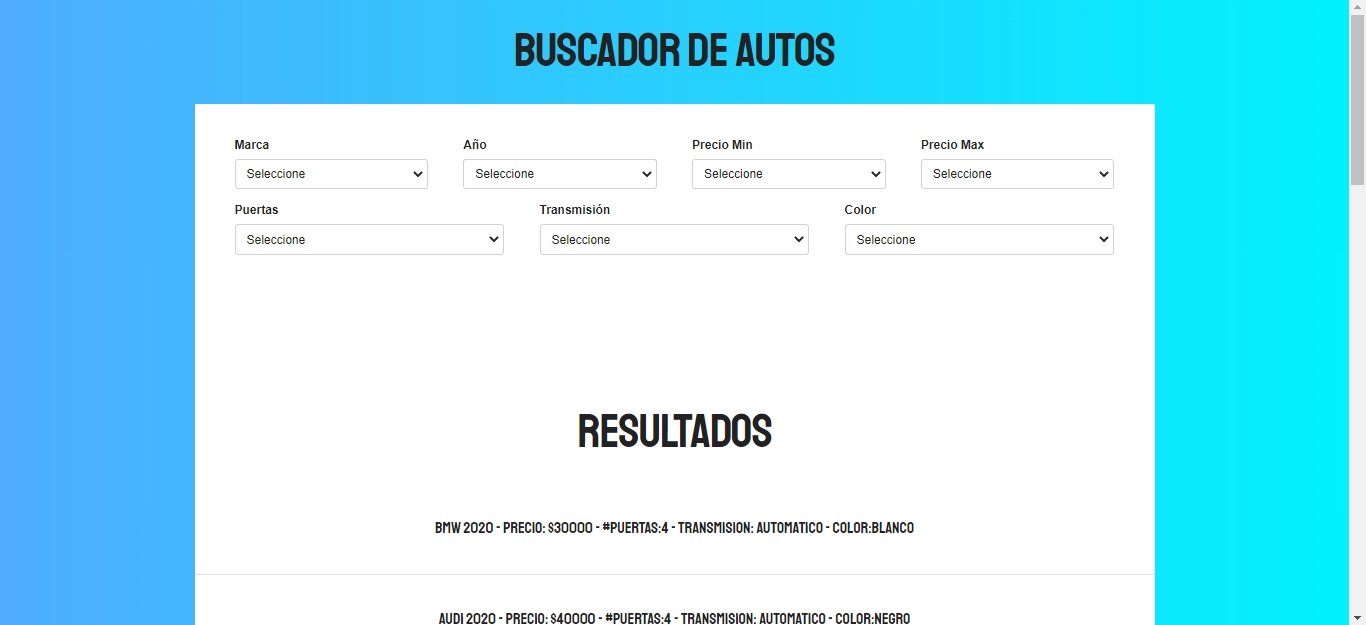 BUSCADOR DE AUTOS
Marca Año Precio Min Precio Max
Seleccione Seleccione Seleccione Seleccione
Puertas Transmisión Color
Seleccione Seleccione Seleccione
RESULTADOS
BMW 2020 - PRECIO: $30000 - #PUERTAS:4 - TRANSMISION: AUTOMATICO - COLOR:BLANCO
AUDI 2020 - PRECIO: $40000 - #PUERTAS:4 - TRANSMISION: AUTOMATICO - COLOR:NEGRO